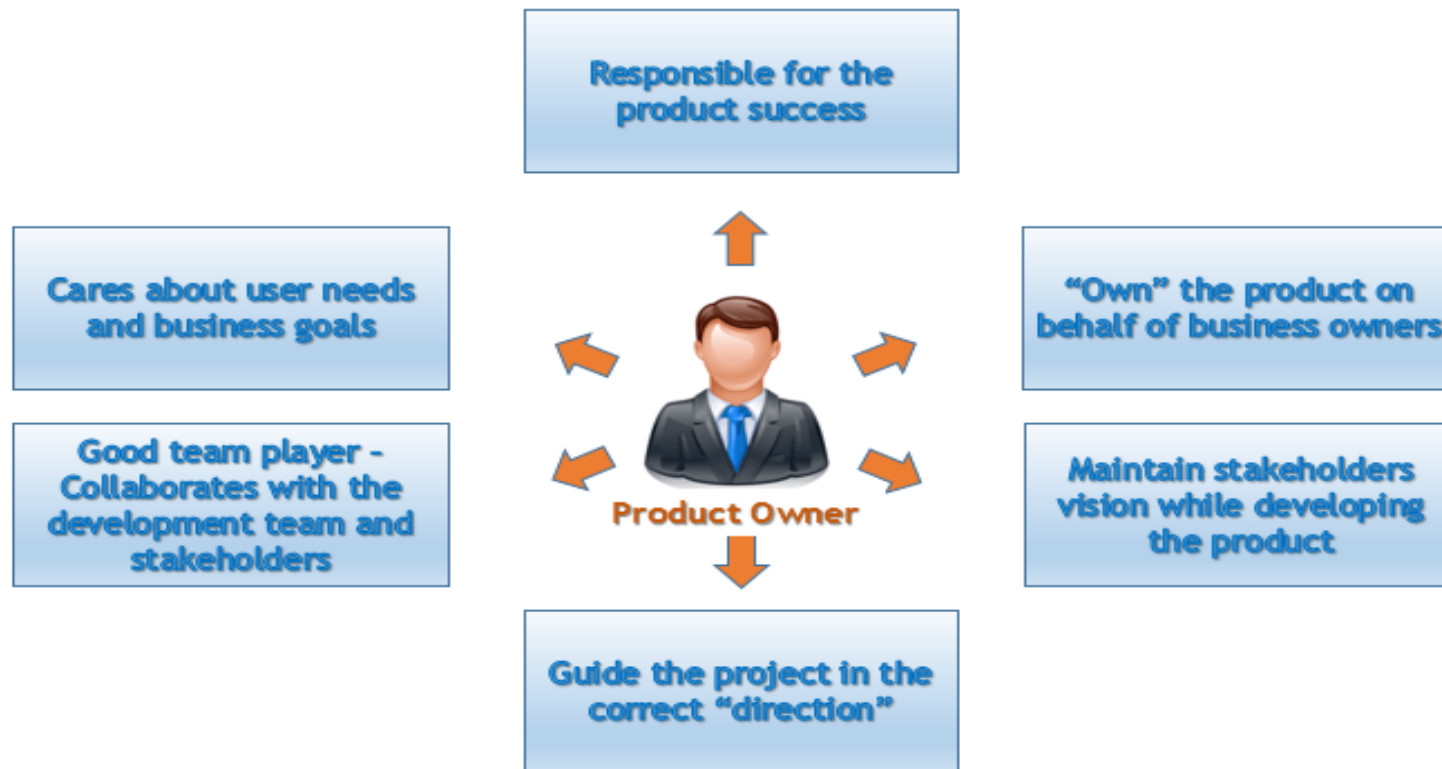 Responsible for the
product success
Cares about user needs
and business goals
“Own” the product on
behalf of business owners
Good team player -
Collaborates with the
development team and
stakeholders
Maintain stakeholders
vision while developing
the product
Product Owner
Guide the project in the
correct “direction”